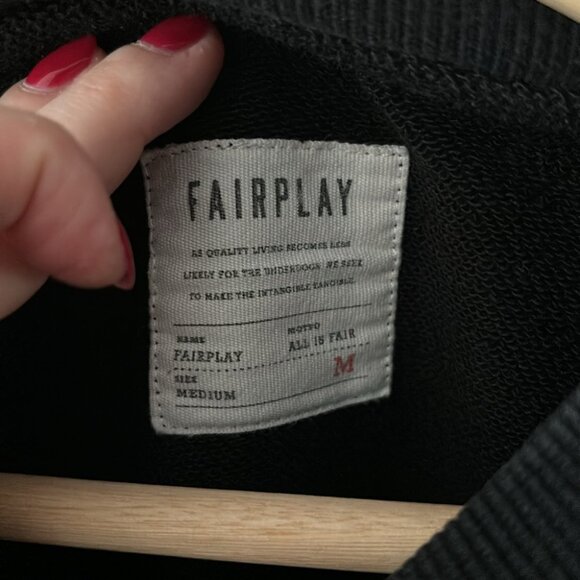 FAIRPLAY
AS QUALITY LIVING BECOMES LESS
LIKELY FOR THE UNDERDOGS, WE SEEK
TO MAKE THE INTANGIBLE TANGIBLE.
NAME
FAIRPLAY
MOTTO
ALL IS FAIR
SIZE
MEDIUM
M